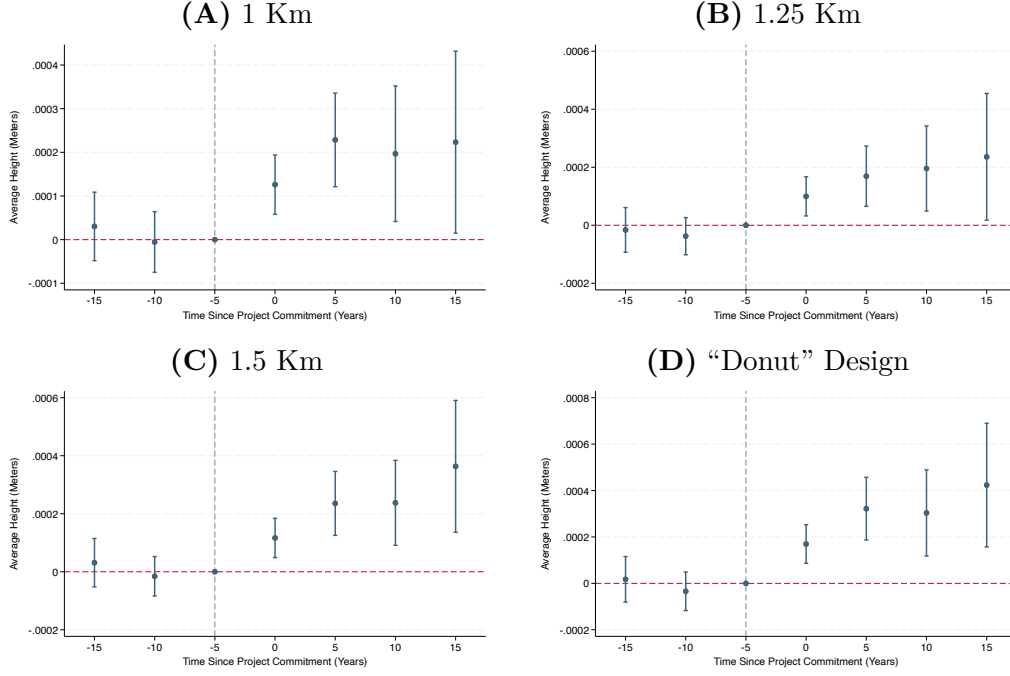 (A) 1 Km
Average Height (Meters)
.0004
.0003
.0002
.0001
0
-.0001
-15 -10 -5 0 5 10 15
Time Since Project Commitment (Years)
(B) 1.25 Km
Average Height (Meters)
.0006
.0004
.0002
0
-.0002
-15 -10 -5 0 5 10 15
Time Since Project Commitment (Years)
(C) 1.5 Km
Average Height (Meters)
.0006
.0004
.0002
0
-.0002
-15 -10 -5 0 5 10 15
Time Since Project Commitment (Years)
(D) “Donut” Design
Average Height (Meters)
.0008
.0006
.0004
.0002
0
-.0002
-15 -10 -5 0 5 10 15
Time Since Project Commitment (Years)